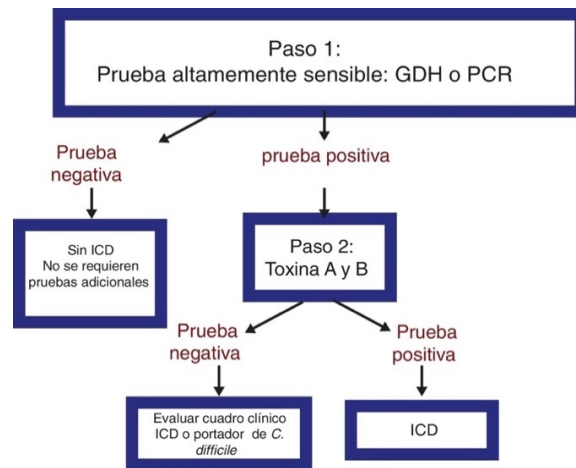 Paso 1:
Prueba altamemente sensible: GDH o PCR
Prueba
negativa
prueba positiva
Sin ICD
No se requieren
pruebas adicionales
Paso 2:
Toxina A y B
Prueba
negativa
Prueba
positiva
Evaluar cuadro clínico
ICD o portador de C.
difficile
ICD